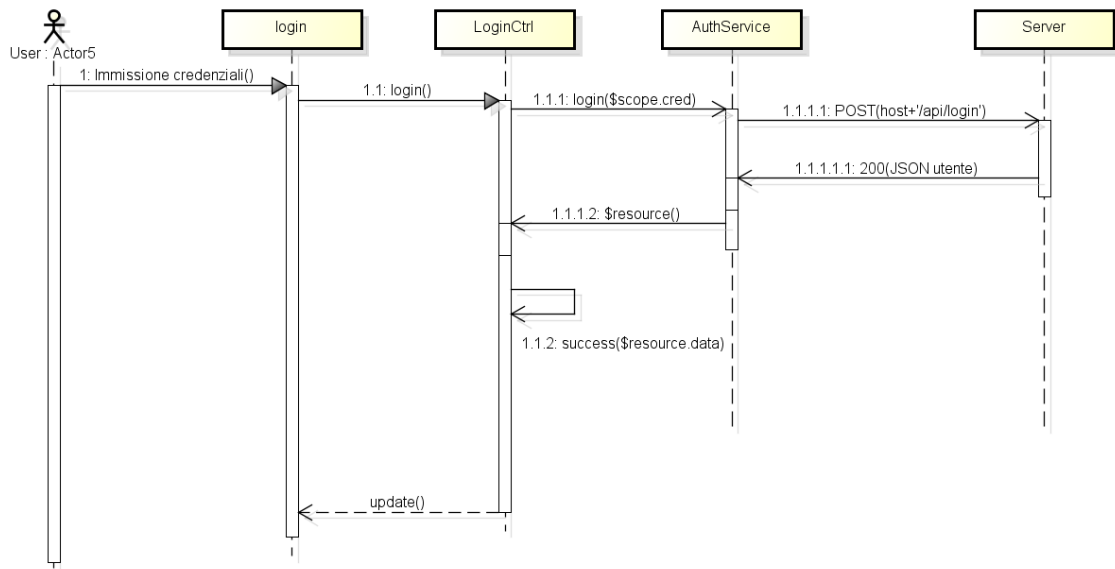 login
LoginCtrl
AuthService
Server
User : Actor5
1: Immissione credenziali()
1.1: login()
1.1.1: login($scope.cred)
1.1.1.1: POST(host+'/api/login')
1.1.1.1.1: 200(JSON utente)
1.1.1.2: $resource()
1.1.2: success($resource.data)
update()